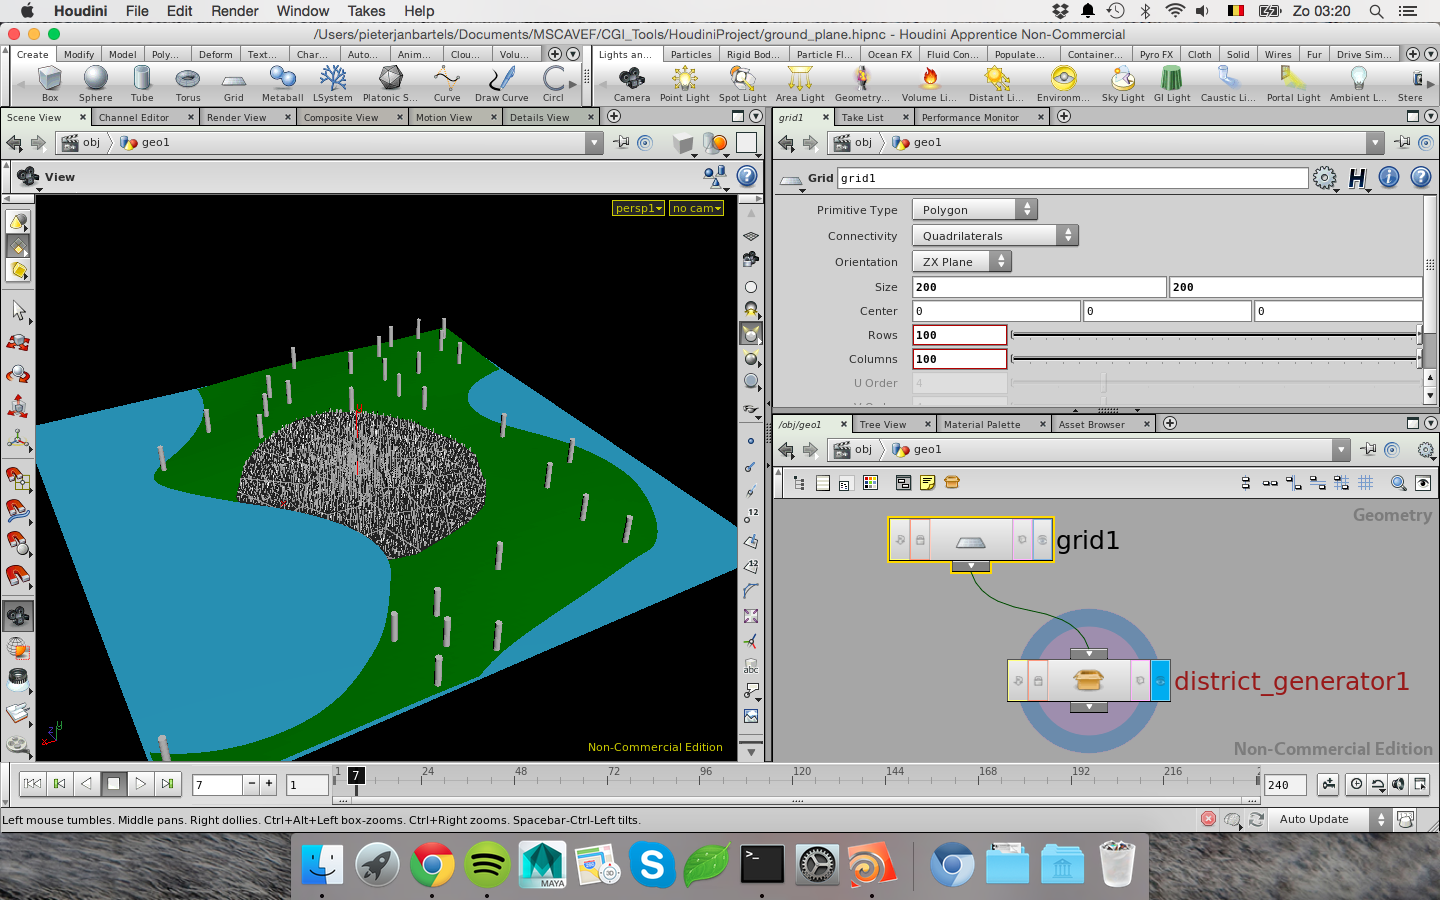 Houdini File Edit Render Window Takes Help Zo 03:20
/Users/pieterjanbartels/Documents/MSCAVEF/CGI_Tools/HoudiniProject/ground_plane.hipnc - Houdini Apprentice Non-Commercial
Create Modify Model Poly... Deform Text... Char... Auto... Anim... Clou... Volu... Lights an... Particles Rigid Bod... Particle Fl... Ocean FX Fluid Con... Populate... Container... Pyro FX Cloth Solid Wires Fur Drive Sim...
Box Sphere Tube Torus Grid Metaball LSystem Platonic S... Curve Draw Curve Circl Camera Point Light Spot Light Area Light Geometry... Volume Li... Distant Li... Environm... Sky Light GI Light Caustic Li... Portal Light Ambient L... Stere
Scene View Channel Editor Render View Composite View Motion View Details View grid1 Take List Performance Monitor
obj geo1 obj geo1
View Grid grid1
persp1 no cam
Primitive Type Polygon
Connectivity Quadrilaterals
Orientation ZX Plane
Size 200 200
Center 0 0 0
Rows 100
Columns 100
U Order 4
/obj/geo1 Tree View Material Palette Asset Browser
obj geo1
12
12
abc
Geometry
grid1
district_generator1
Non-Commercial Edition
Non-Commercial Edition
1 7 24 48 72 96 120 144 168 192 216 2
7 1 240
Left mouse tumbles. Middle pans. Right dollies. Ctrl+Alt+Left box-zooms. Ctrl+Right zooms. Spacebar-Ctrl-Left tilts. Auto Update
MAYA
3D